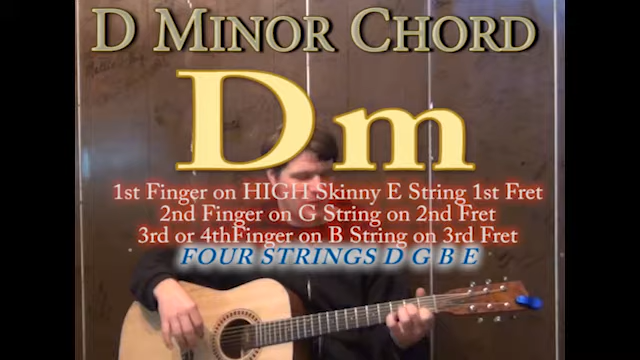 D MINOR CHORD
Dm
1st Finger on HIGH Skinny E String 1st Fret
2nd Finger on G String on 2nd Fret
3rd or 4thFinger on B String on 3rd Fret
FOUR STRINGS D G B E